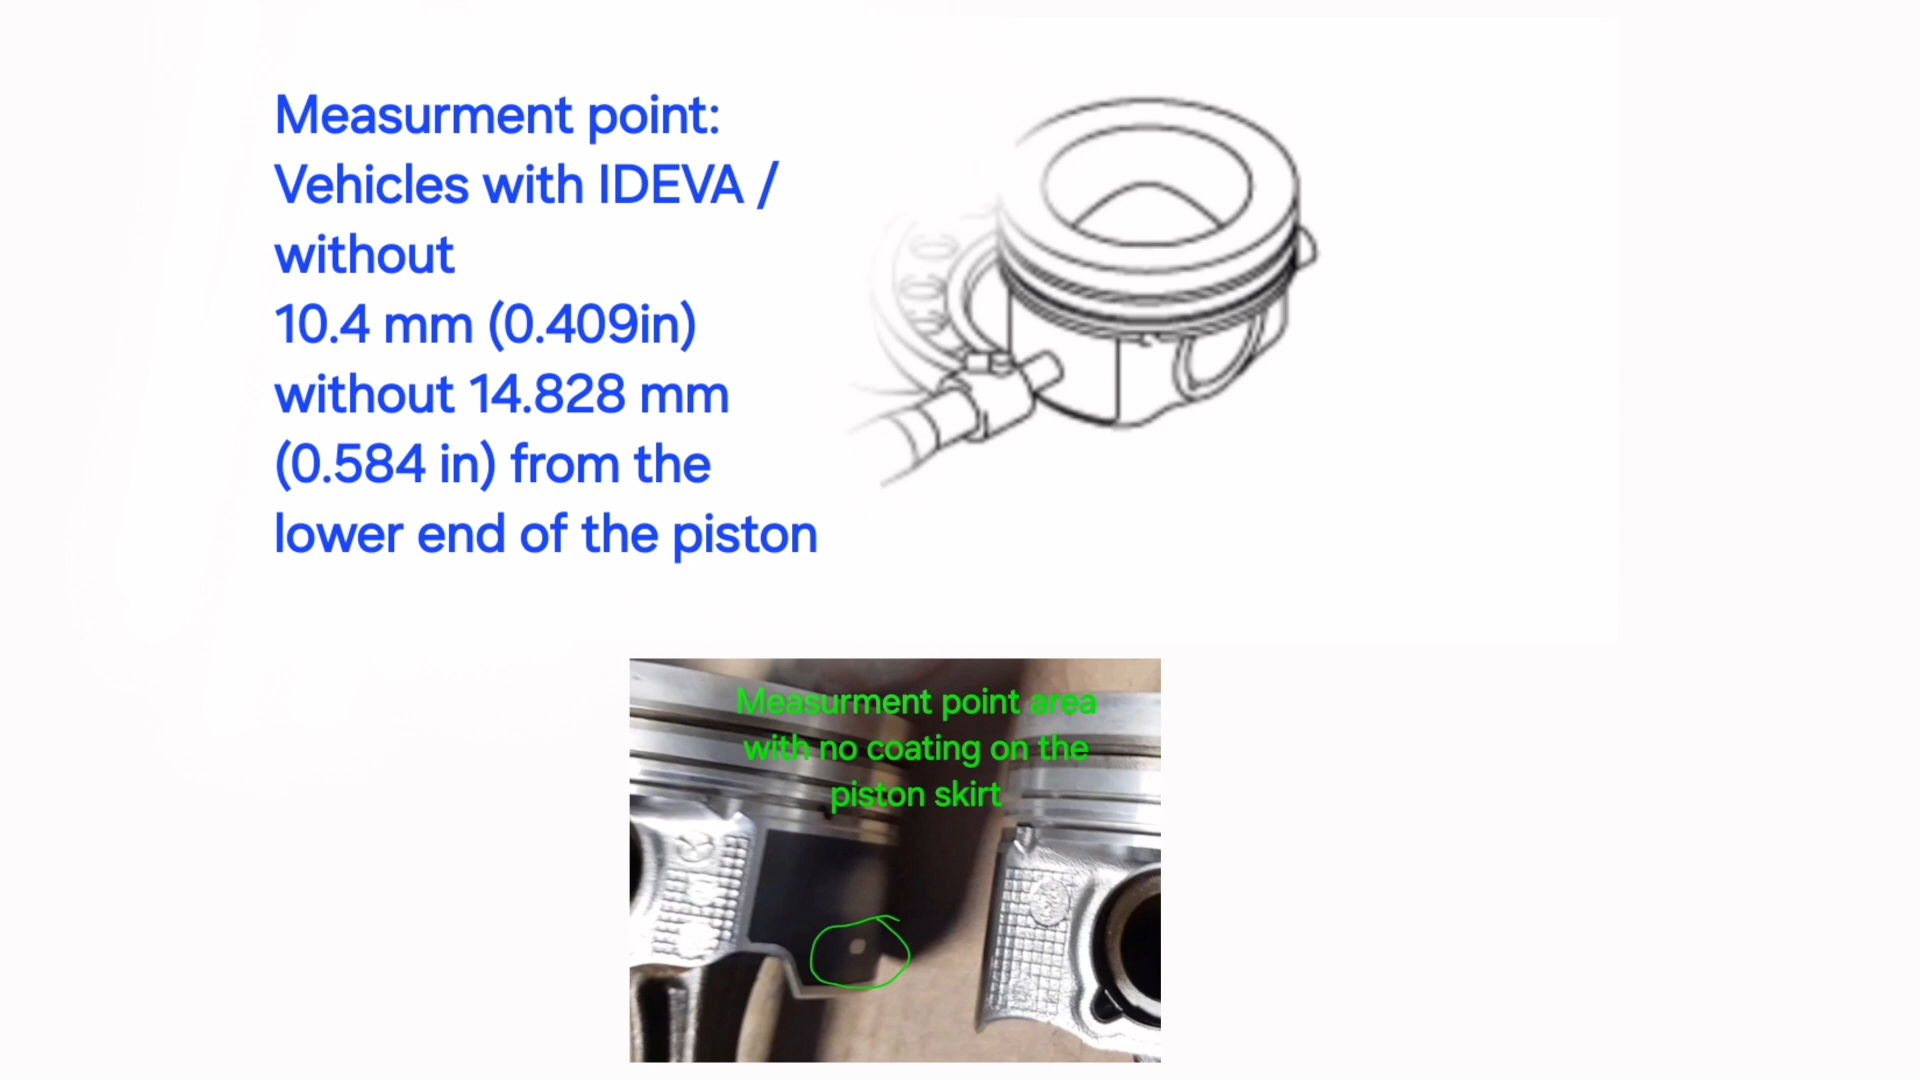 Measurment point:
Vehicles with IDEVA /
without
10.4 mm (0.409in)
without 14.828 mm
(0.584 in) from the
lower end of the piston
Measurment point area
with no coating on the
piston skirt